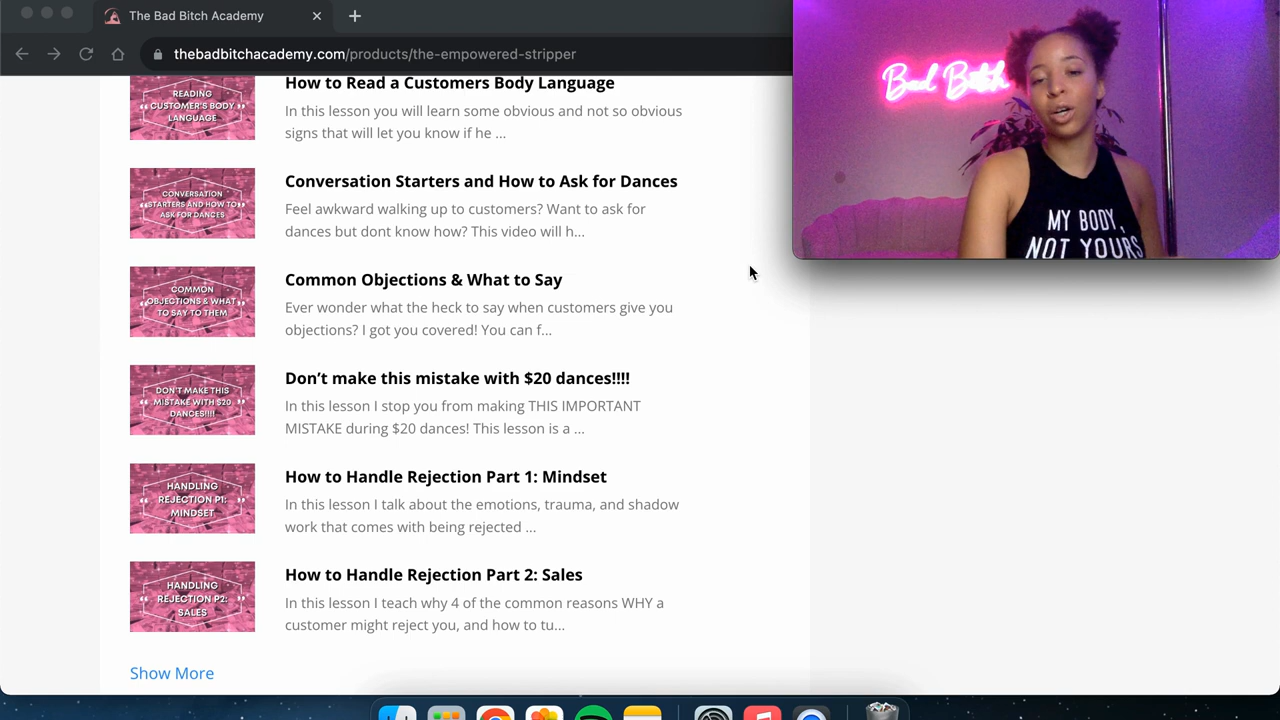 The Bad Bitch Academy
thebadbitchacademy.com/products/the-empowered-stripper
Bad Bitch
MY BODY,
NOT YOURS
READING
CUSTOMER'S BODY
LANGUAGE
How to Read a Customers Body Language
In this lesson you will learn some obvious and not so obvious
signs that will let you know if he ...
CONVERSATION
STARTERS AND HOW TO
ASK FOR DANCES
Conversation Starters and How to Ask for Dances
Feel awkward walking up to customers? Want to ask for
dances but dont know how? This video will h...
COMMON
OBJECTIONS & WHAT
TO SAY TO THEM
Common Objections & What to Say
Ever wonder what the heck to say when customers give you
objections? I got you covered! You can f...
DON'T MAKE THIS
MISTAKE WITH $20
DANCES!!!!
Don’t make this mistake with $20 dances!!!!
In this lesson I stop you from making THIS IMPORTANT
MISTAKE during $20 dances! This lesson is a ...
HANDLING
REJECTION P1:
MINDSET
How to Handle Rejection Part 1: Mindset
In this lesson I talk about the emotions, trauma, and shadow
work that comes with being rejected ...
HANDLING
REJECTION P2:
SALES
How to Handle Rejection Part 2: Sales
In this lesson I teach why 4 of the common reasons WHY a
customer might reject you, and how to tu...
Show More